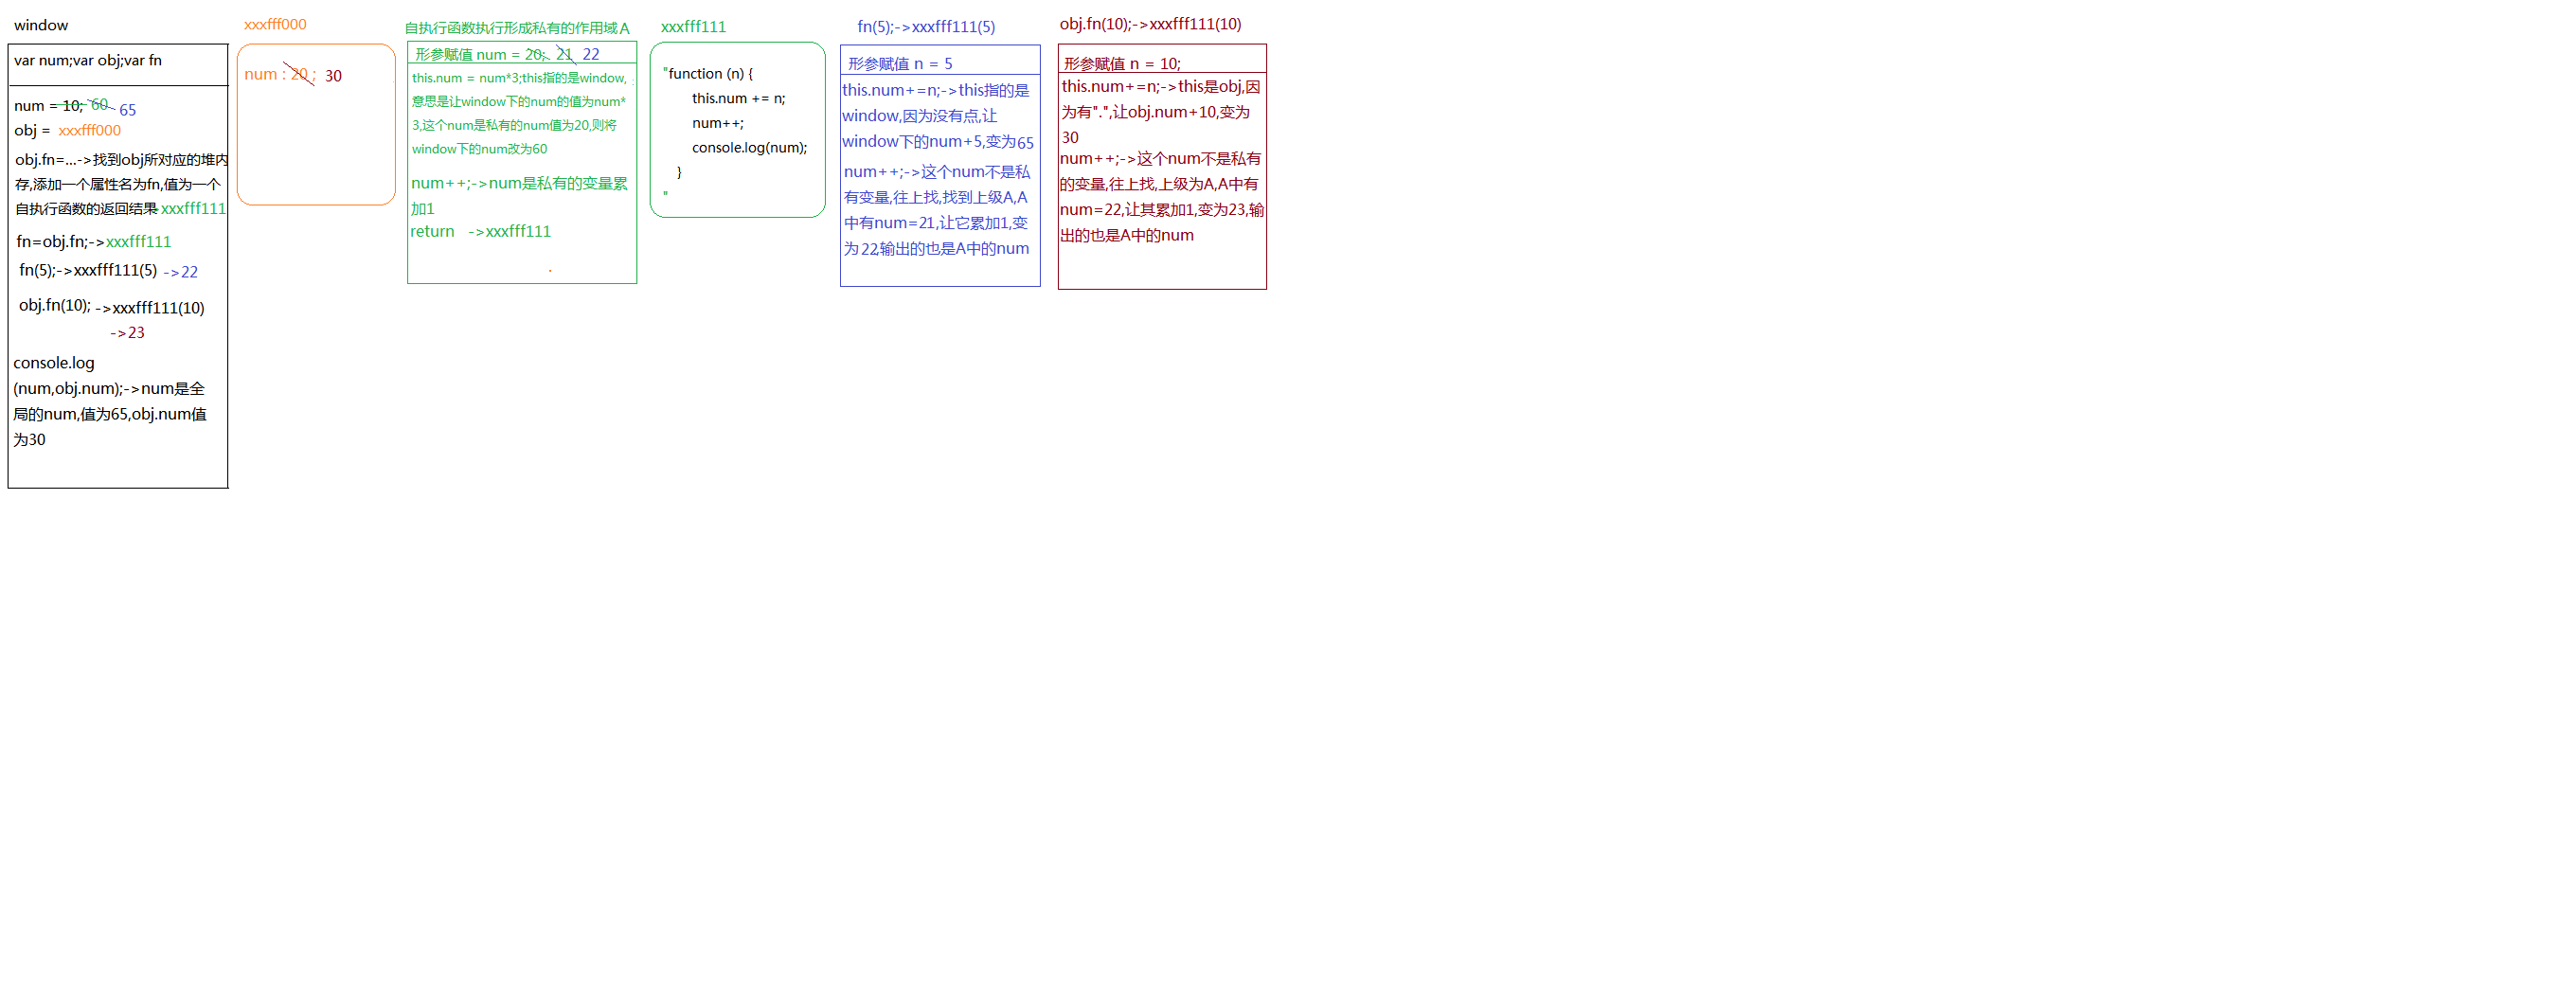 window
var num;var obj;var fn
num = 10; 60 65
obj = xxxfff000
obj.fn=...->找到obj所对应的堆内
存,添加一个属性名为fn,值为一个
自执行函数的返回结果 xxxfff111
fn=obj.fn;->xxxfff111
fn(5);->xxxfff111(5) ->22
obj.fn(10); ->xxxfff111(10)
->23
console.log
(num,obj.num);->num是全
局的num,值为65,obj.num值
为30
xxxfff000
num : 20 ; 30
自执行函数执行形成私有的作用域A
形参赋值 num = 20; 21 22
this.num = num*3;this指的是window,
意思是让window下的num的值为num*
3,这个num是私有的num值为20,则将
window下的num改为60
num++;->num是私有的变量累
加1
return ->xxxfff111
xxxfff111
"function (n) {
this.num += n;
num++;
console.log(num);
}
"
fn(5);->xxxfff111(5)
形参赋值 n = 5
this.num+=n;->this指的是
window,因为没有点,让
window下的num+5,变为65
num++;->这个num不是私
有变量,往上找,找到上级A,A
中有num=21,让它累加1,变
为22,输出的也是A中的num
obj.fn(10);->xxxfff111(10)
形参赋值 n = 10;
this.num+=n;->this是obj,因
为有".",让obj.num+10,变为
30
num++;->这个num不是私有
的变量,往上找,上级为A,A中有
num=22,让其累加1,变为23,输
出的也是A中的num